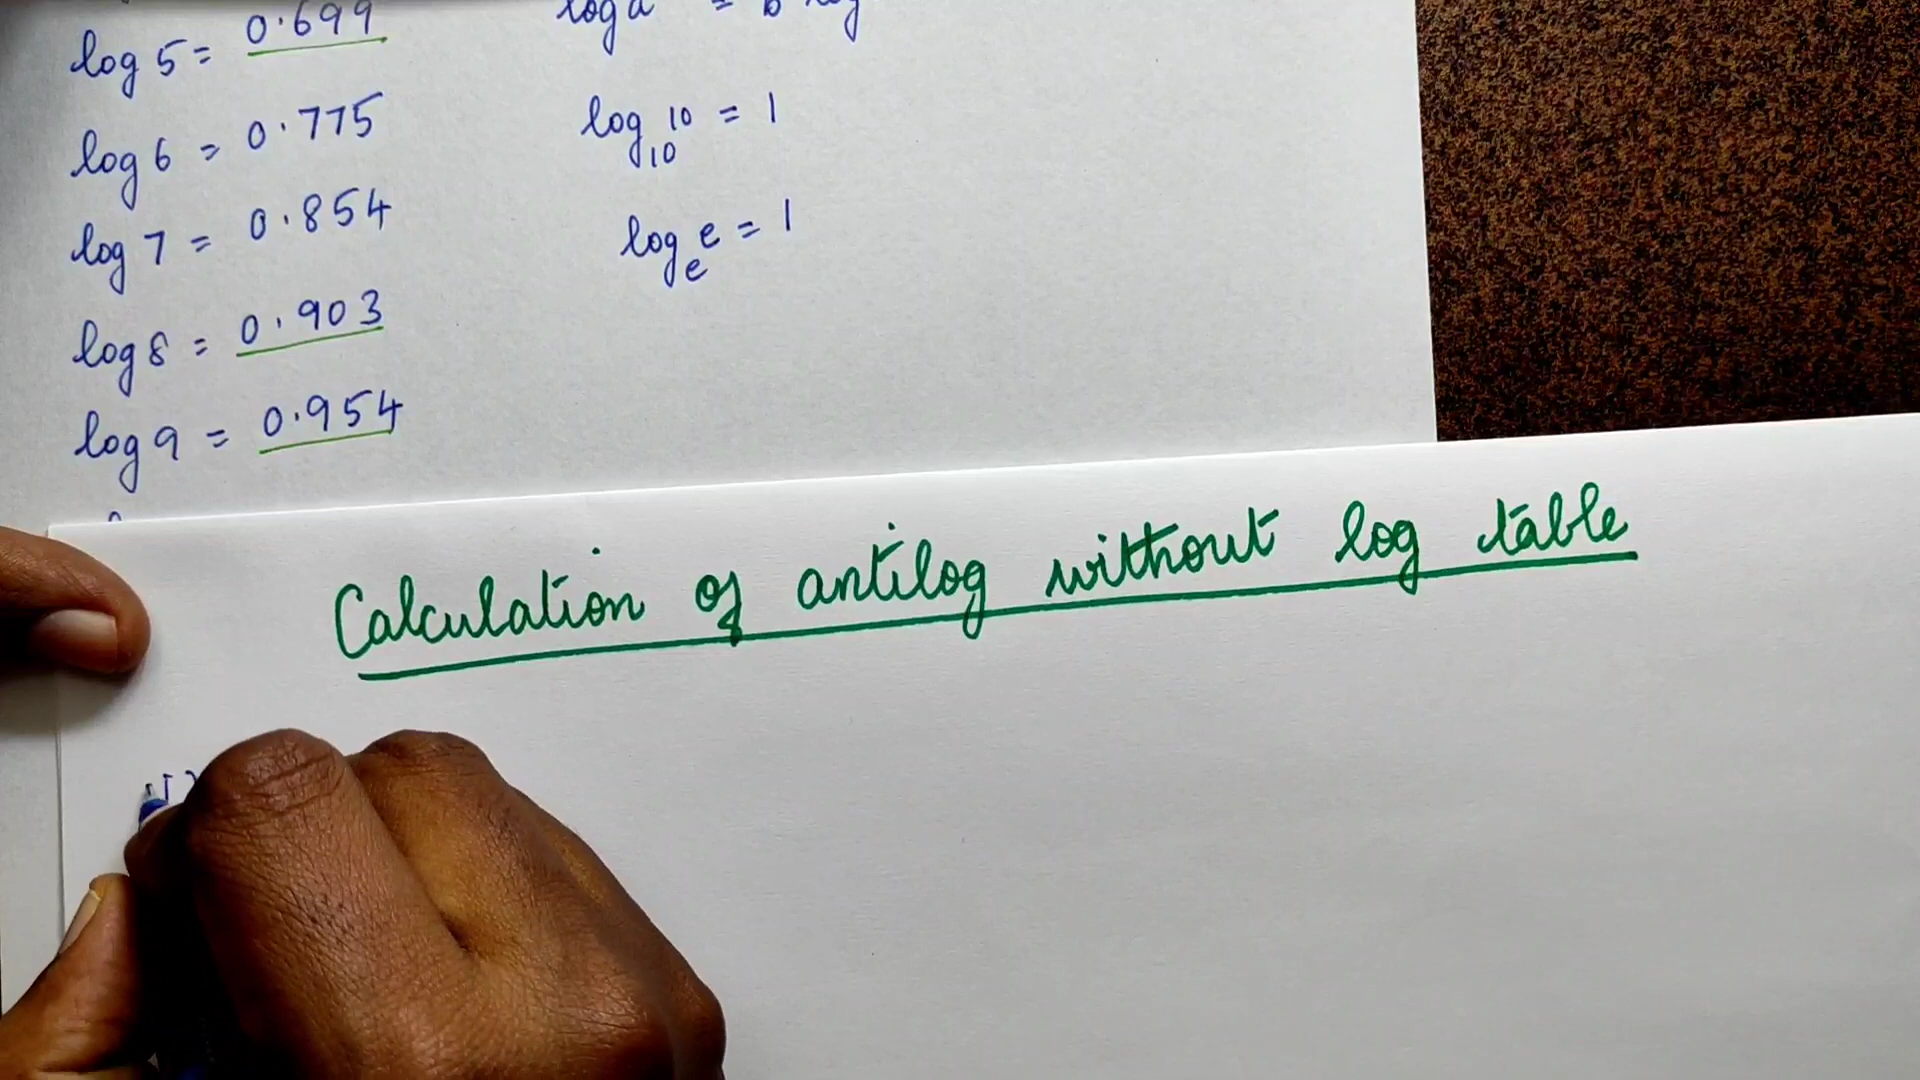 log 5 = 0.699
log 6 = 0.775
log 7 = 0.854
log 8 = 0.903
log 9 = 0.954
log₁₀ 10 = 1
logₑ e = 1
Calculation of antilog without log table